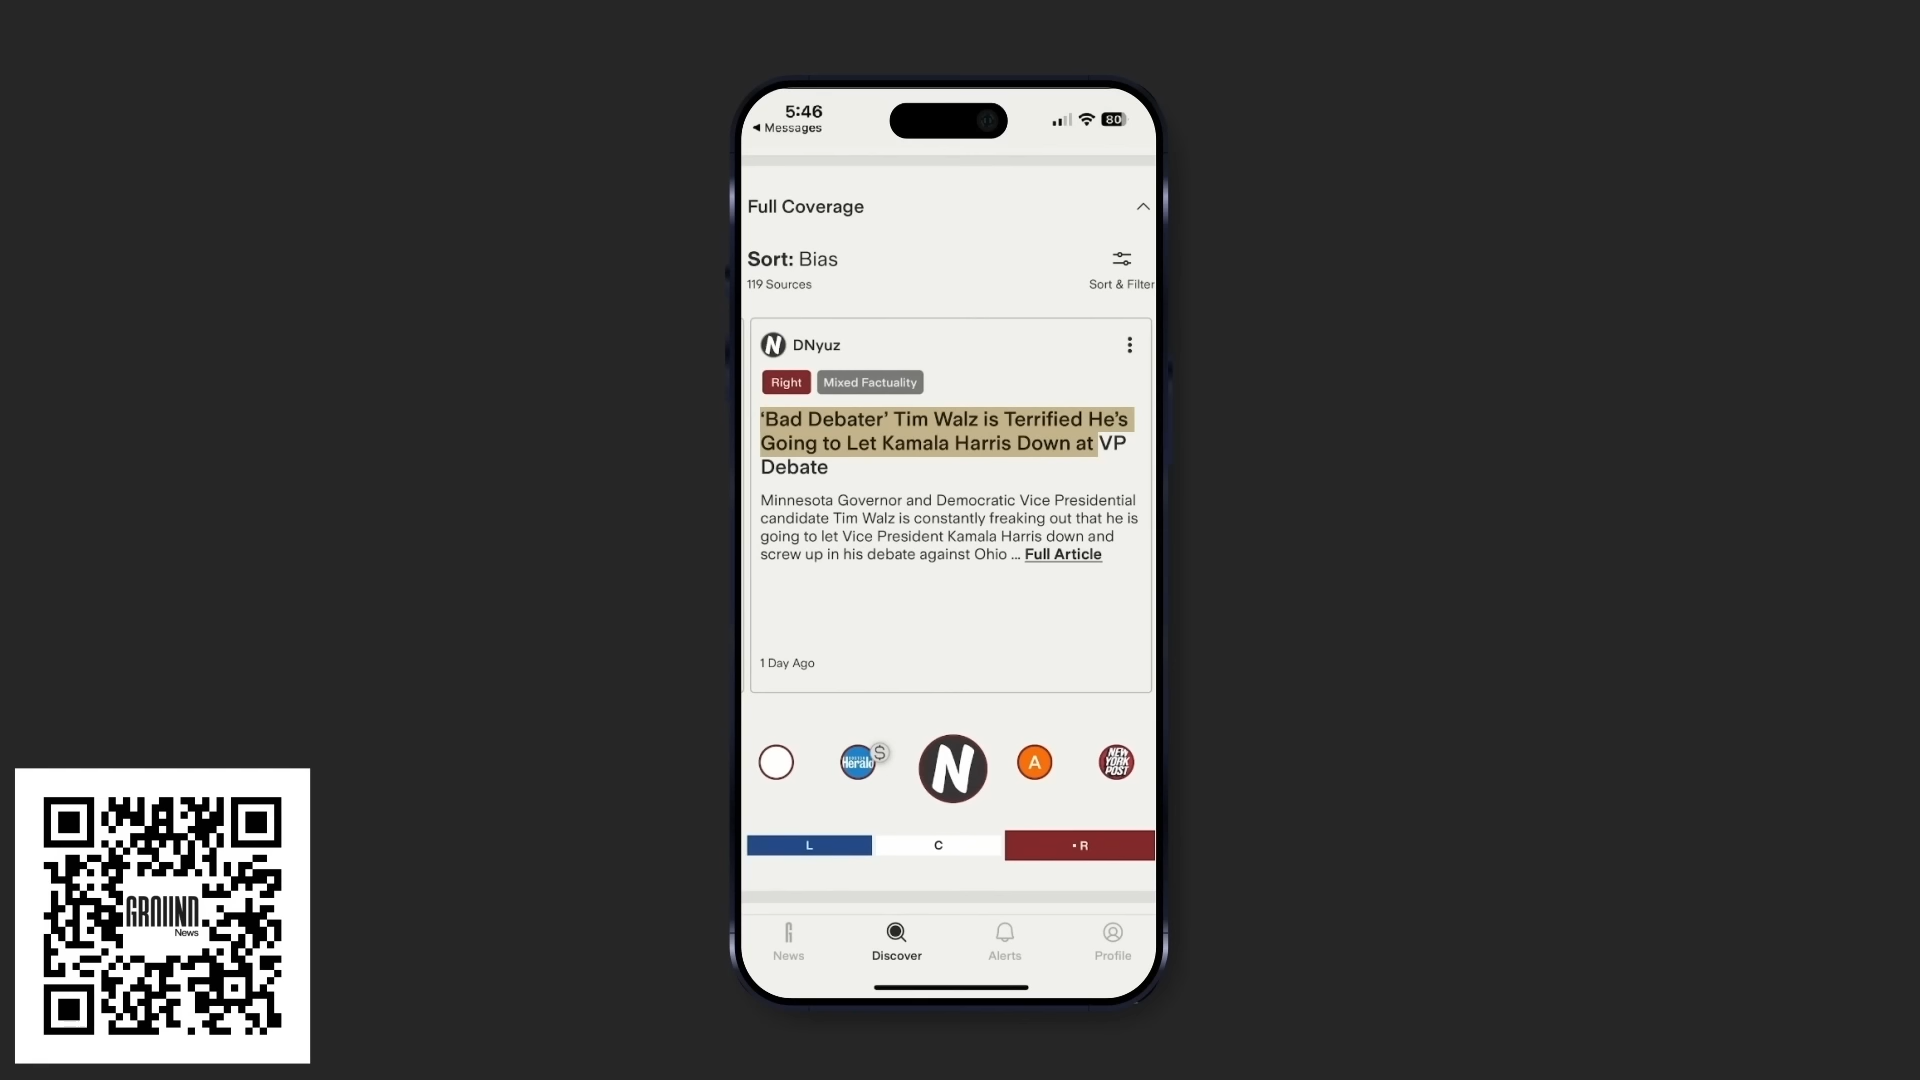 5:46
80
◀ Messages
Full Coverage
Sort: Bias
119 Sources
Sort & Filter
N DNyuz
Right Mixed Factuality
‘Bad Debater’ Tim Walz is Terrified He’s
Going to Let Kamala Harris Down at VP
Debate
Minnesota Governor and Democratic Vice Presidential
candidate Tim Walz is constantly freaking out that he is
going to let Vice President Kamala Harris down and
screw up in his debate against Ohio ... Full Article
1 Day Ago
Herald
$
N
A
NEW
YORK
POST
L
C
R
News
Discover
Alerts
Profile
GROUND
News